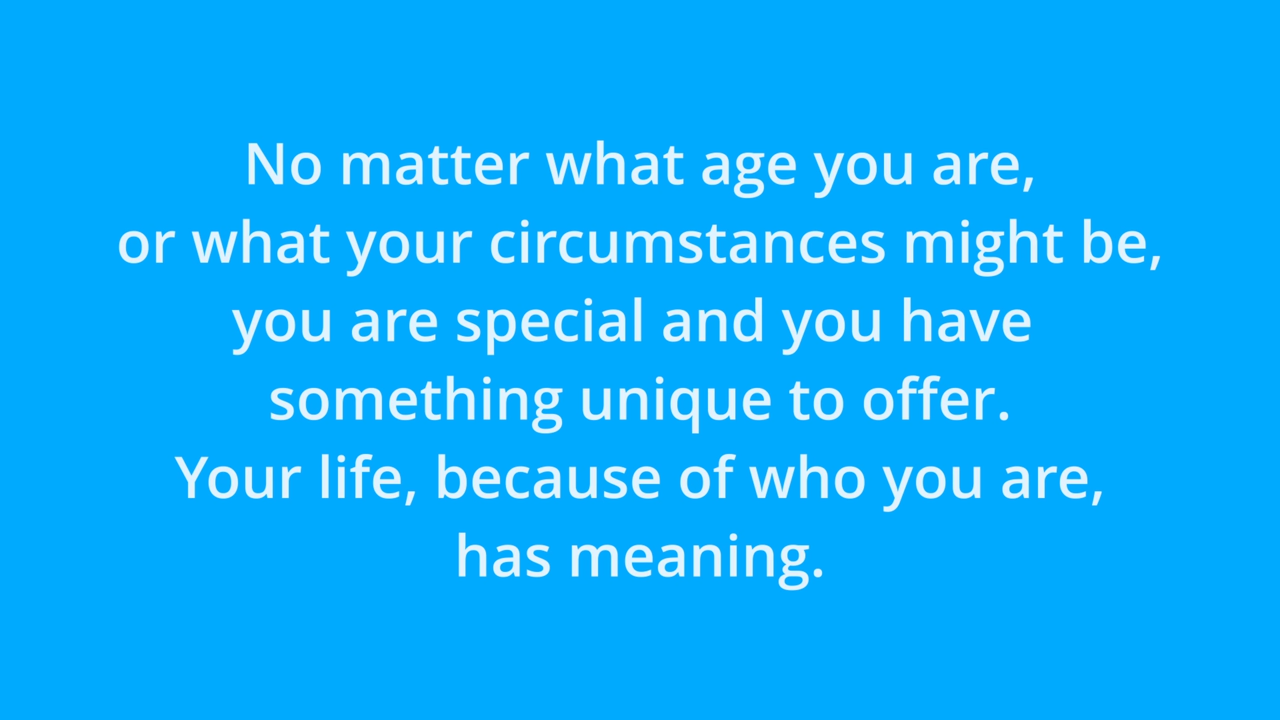 No matter what age you are,
or what your circumstances might be,
you are special and you have
something unique to offer.
Your life, because of who you are,
has meaning.